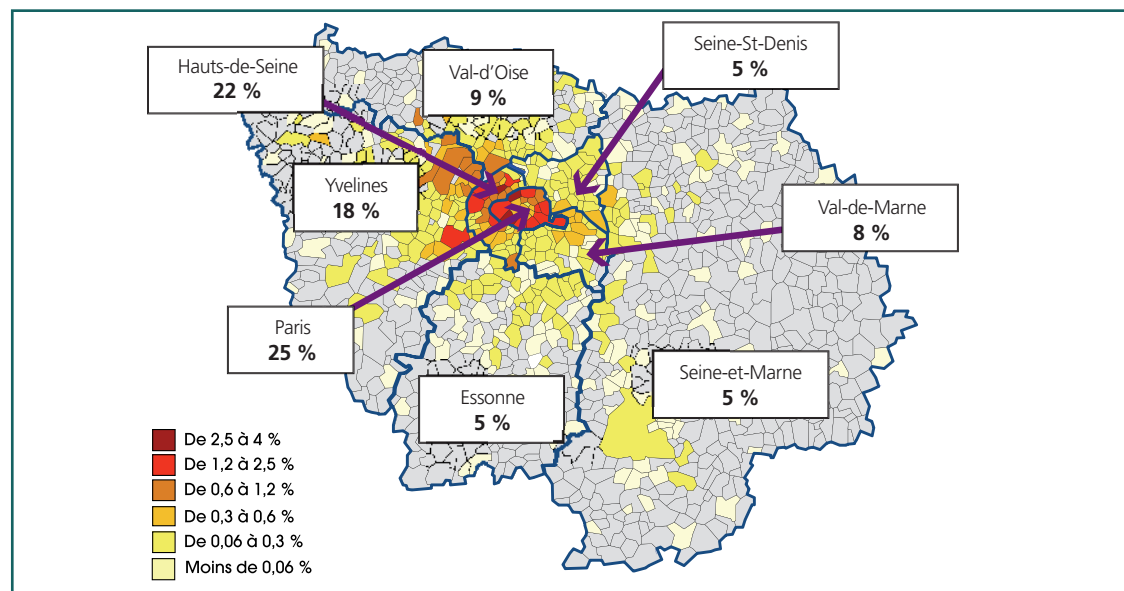 Seine-St-Denis
5 %
Hauts-de-Seine
22 %
Val-d'Oise
9 %
Yvelines
18 %
Val-de-Marne
8 %
Paris
25 %
Seine-et-Marne
5 %
Essonne
5 %
De 2,5 à 4 %
De 1,2 à 2,5 %
De 0,6 à 1,2 %
De 0,3 à 0,6 %
De 0,06 à 0,3 %
Moins de 0,06 %